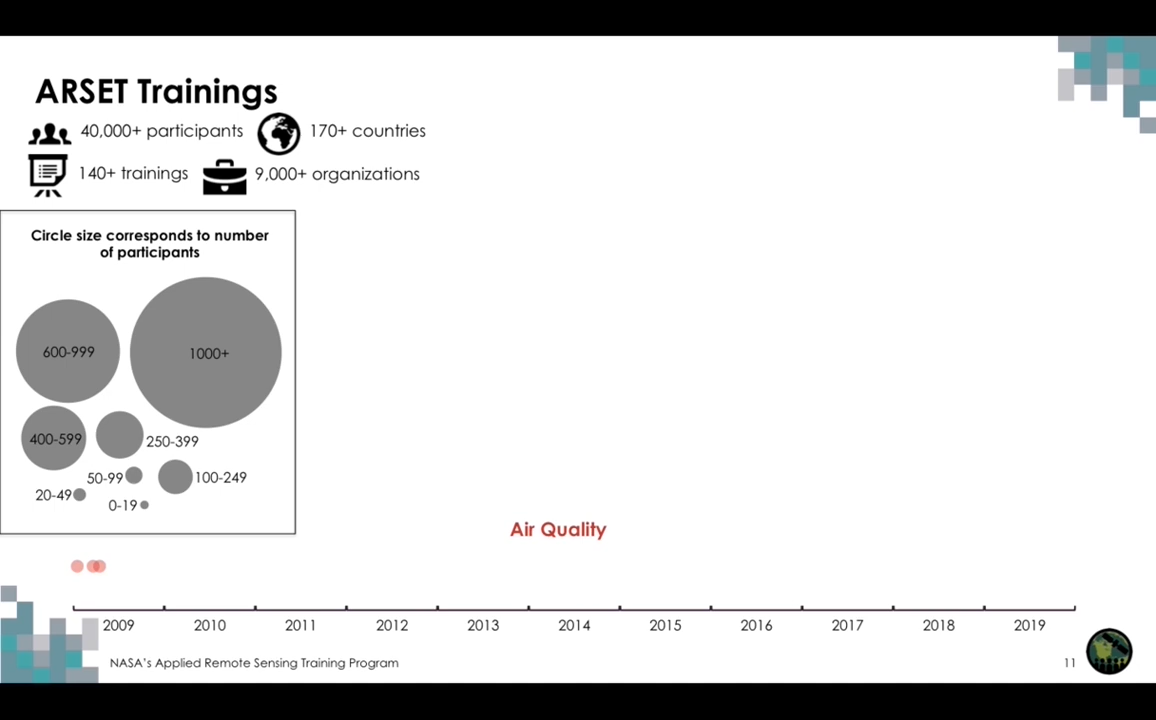 ARSET Trainings
40,000+ participants
170+ countries
140+ trainings
9,000+ organizations
Circle size corresponds to number
of participants
600-999
1000+
400-599
250-399
50-99
100-249
20-49
0-19
Air Quality
2009 2010 2011 2012 2013 2014 2015 2016 2017 2018 2019
NASA's Applied Remote Sensing Training Program
11